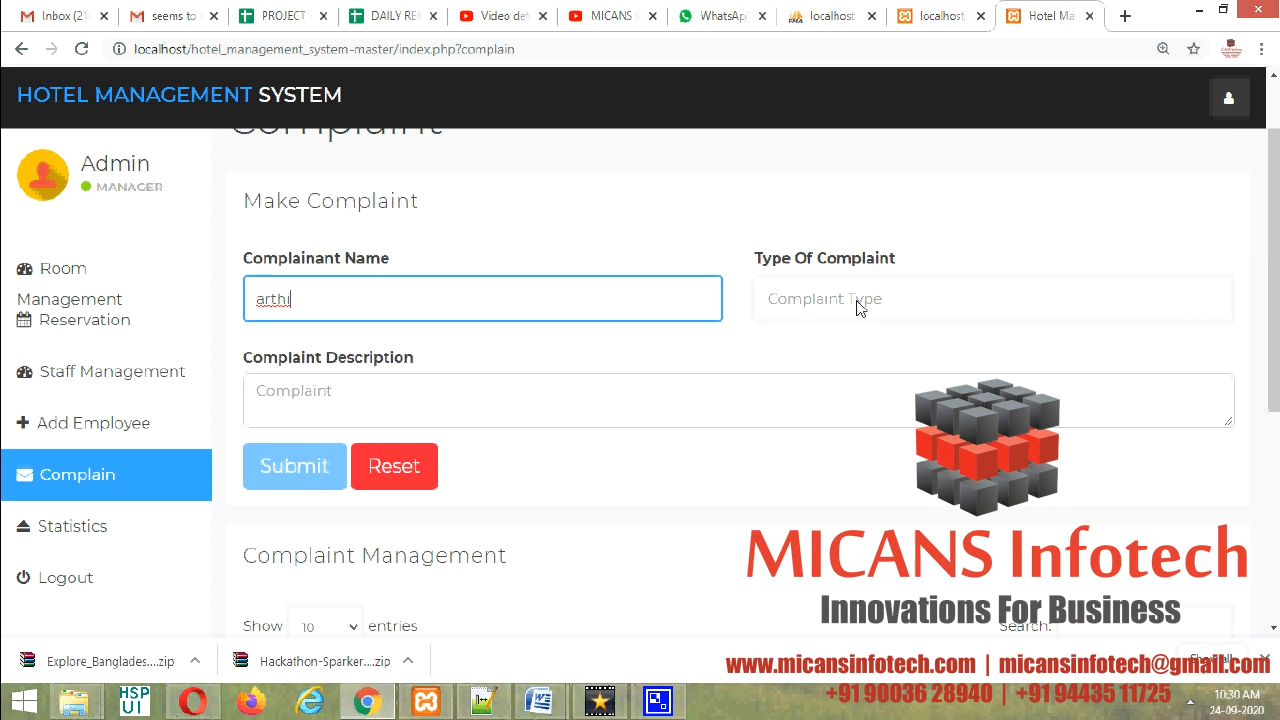 Inbox (21
seems to
PROJECT
DAILY RE
Video de
MICANS
WhatsAp
localhost
localhost
Hotel Ma
localhost/hotel_management_system-master/index.php?complain
HOTEL MANAGEMENT SYSTEM
Admin
MANAGER
Room
Management
Reservation
Staff Management
Add Employee
Complain
Statistics
Logout
Make Complaint
Complainant Name
Type Of Complaint
arthi
Complaint Type
Complaint Description
Complaint
Submit Reset
Complaint Management
Show 10 entries
Search:
MICANS Infotech
Innovations For Business
www.micansinfotech.com | micansinfotech@gmail.com
+91 90036 28940 | +91 94435 11725
Explore_Banglades....zip
Hackathon-Sparker....zip
Show all
HSP
UI
10:30 AM
24-09-2020